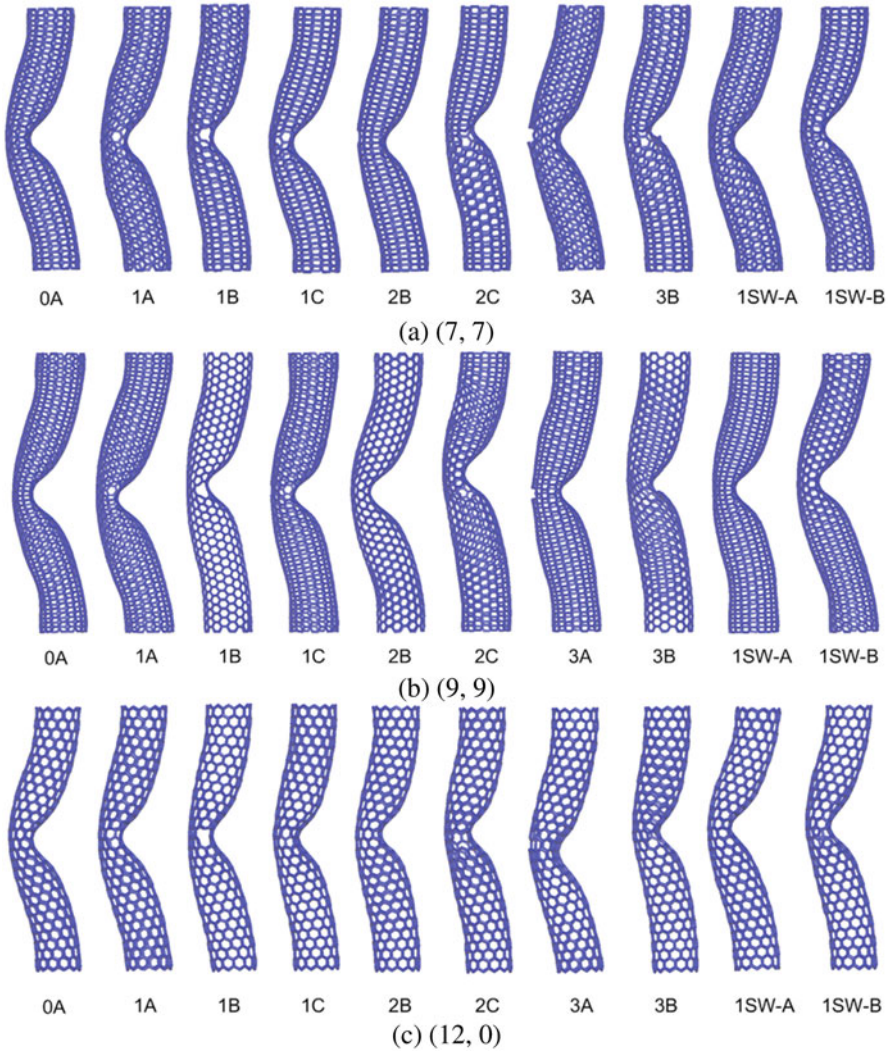 0A 1A 1B 1C 2B 2C 3A 3B 1SW-A 1SW-B
(a) (7, 7)
0A 1A 1B 1C 2B 2C 3A 3B 1SW-A 1SW-B
(b) (9, 9)
0A 1A 1B 1C 2B 2C 3A 3B 1SW-A 1SW-B
(c) (12, 0)